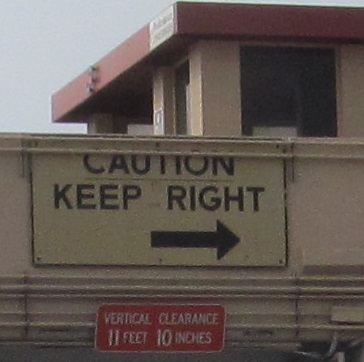 CAUTION
KEEP RIGHT
VERTICAL CLEARANCE
11 FEET 10 INCHES